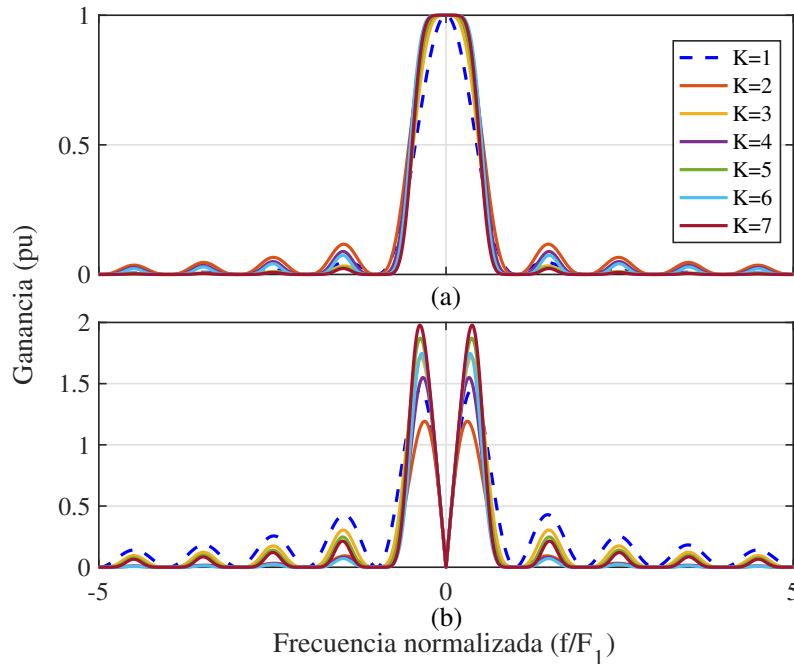 1
0.5
0
K=1
K=2
K=3
K=4
K=5
K=6
K=7
(a)
Ganancia (pu)
2
1.5
1
0.5
0
-5
0
5
(b)
Frecuencia normalizada (f/F1)